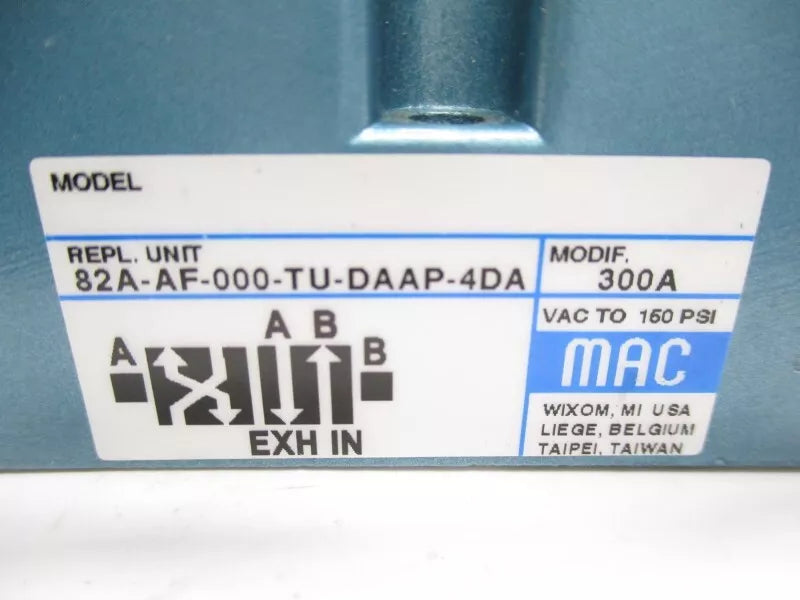 MODEL
REPL. UNIT
82A-AF-000-TU-DAAP-4DA
MODIF.
300A
VAC TO 150 PSI
MAC
WIXOM, MI USA
LIEGE, BELGIUM
TAIPEI, TAIWAN
A B
A
B
EXH IN